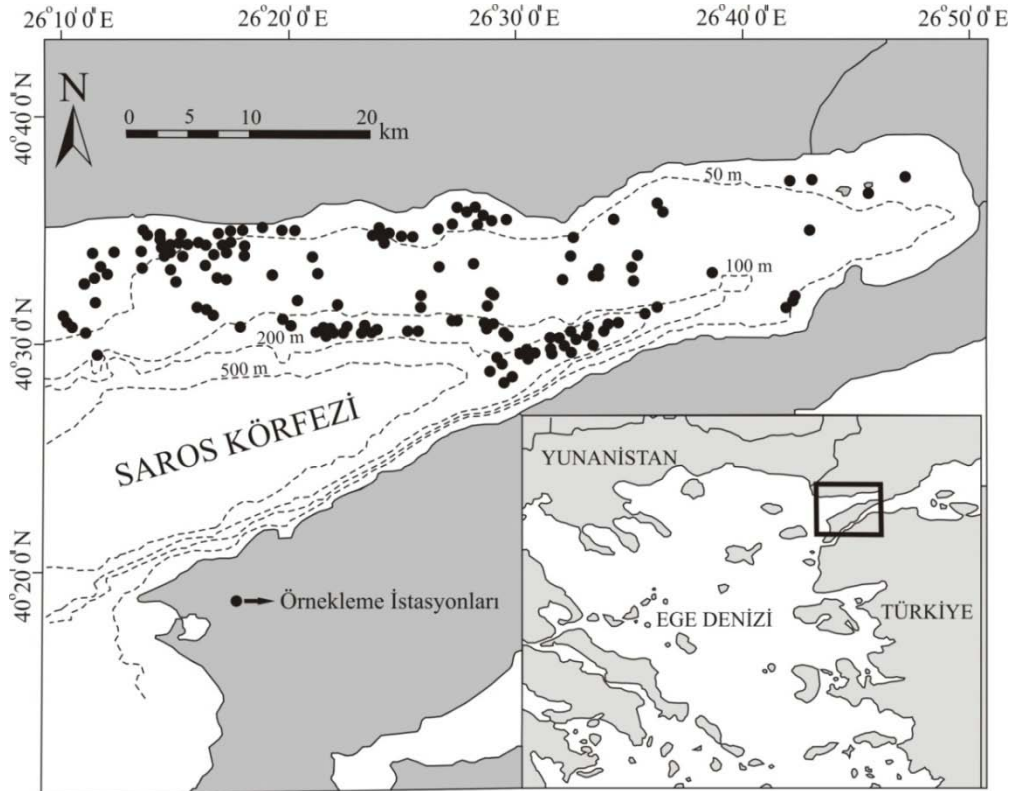 26°10'0"E 26°20'0"E 26°30'0"E 26°40'0"E 26°50'0"E
40°40'0"N
N
0 5 10 20
km
50 m
100 m
40°30'0"N
200 m
500 m
SAROS KÖRFEZİ
YUNANİSTAN
40°20'0"N
Örnekleme İstasyonları
EGE DENİZİ
TÜRKİYE